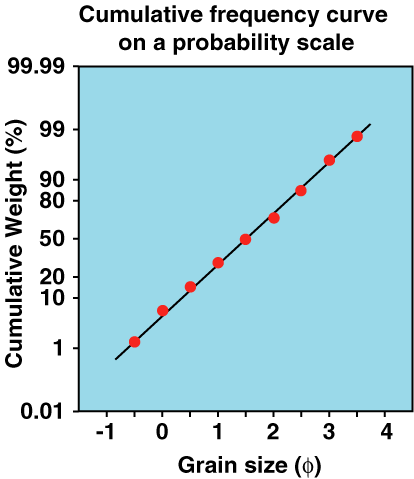 Cumulative frequency curve
on a probability scale
Cumulative Weight (%)
99.99
99
90
80
50
20
10
1
0.01
-1 0 1 2 3 4
Grain size (ϕ)